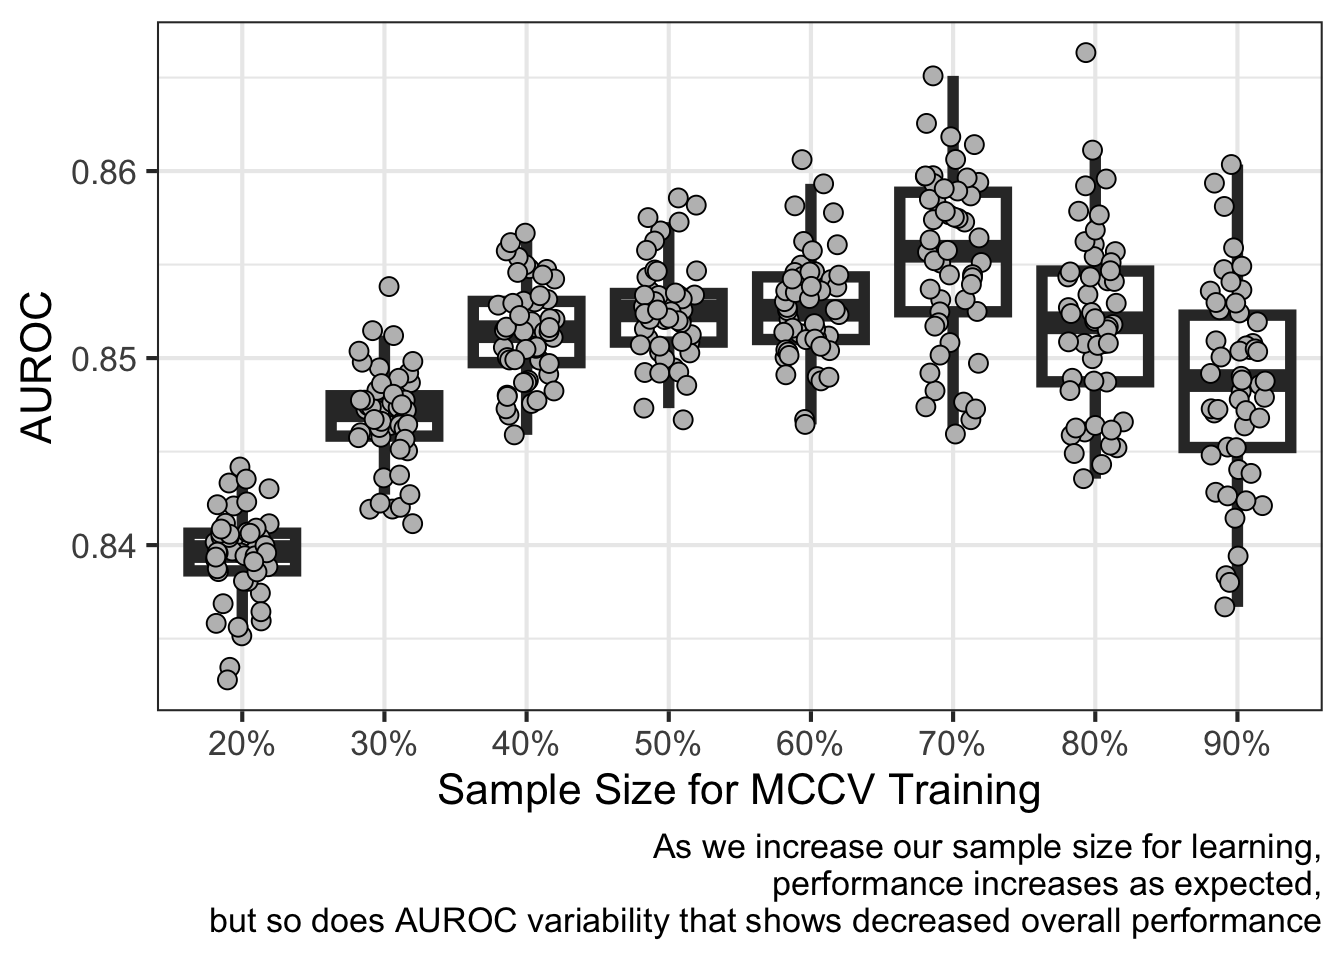 AUROC
0.86
0.85
0.84
20% 30% 40% 50% 60% 70% 80% 90%
Sample Size for MCCV Training
As we increase our sample size for learning,
performance increases as expected,
but so does AUROC variability that shows decreased overall performance